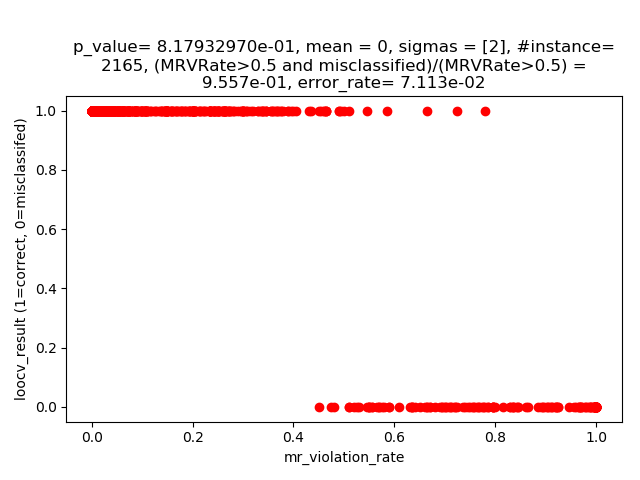 p_value= 8.17932970e-01, mean = 0, sigmas = [2], #instance=
2165, (MRVRate>0.5 and misclassified)/(MRVRate>0.5) =
9.557e-01, error_rate= 7.113e-02
loocv_result (1=correct, 0=misclassifed)
1.0
0.8
0.6
0.4
0.2
0.0
0.0 0.2 0.4 0.6 0.8 1.0
mr_violation_rate